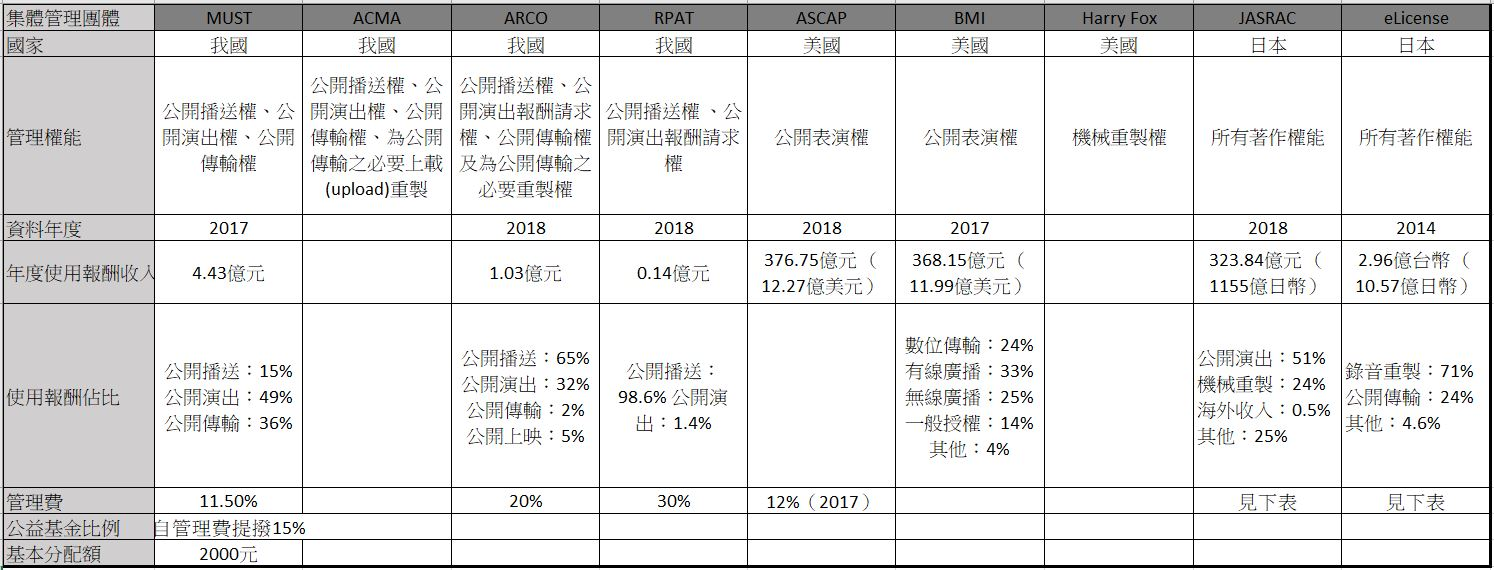 集體管理團體 MUST ACMA ARCO RPAT ASCAP BMI Harry Fox JASRAC eLicense
國家 我國 我國 我國 我國 美國 美國 美國 日本 日本
管理權能
公開播送權、公
開演出權、公開
傳輸權
公開播送權、公
開演出權、公開
傳輸權、為公開
傳輸之必要上載
(upload)重製
公開播送權、公
開演出報酬請求
權、公開傳輸權
及為公開傳輸之
必要重製權
公開播送權 、公
開演出報酬請求
權
公開表演權
公開表演權
機械重製權
所有著作權能
所有著作權能
資料年度 2017 2018 2018 2018 2017 2018 2014
年度使用報酬收入
4.43億元
1.03億元
0.14億元
376.75億元（
12.27億美元）
368.15億元（
11.99億美元）
323.84億元（
1155億日幣）
2.96億台幣（
10.57億日幣）
使用報酬佔比
公開播送：15%
公開演出：49%
公開傳輸：36%
公開播送：65%
公開演出：32%
公開傳輸：2%
公開上映：5%
公開播送：
98.6% 公開演
出：1.4%
數位傳輸：24%
有線廣播：33%
無線廣播：25%
一般授權：14%
其他：4%
公開演出：51%
機械重製：24%
海外收入：0.5%
其他：25%
錄音重製：71%
公開傳輸：24%
其他：4.6%
管理費 11.50% 20% 30% 12%（2017） 見下表 見下表
公益基金比例 自管理費提撥15%
基本分配額 2000元